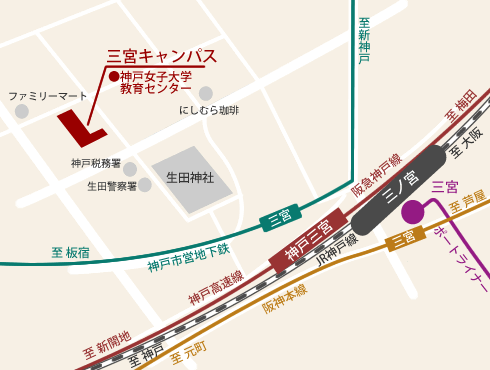 至 新神戸
三宮キャンパス
神戸女子大学
教育センター
ファミリーマート
にしむら珈琲
至 梅田
至 大阪
神戸税務署
生田警察署
生田神社
阪急神戸線
三ノ宮
三宮
至 芦屋
三宮
神戸三宮
三宮
ポートライナー
至 板宿
神戸市営地下鉄
JR神戸線
神戸高速線
阪神本線
至 新開地
至 神戸
至 元町